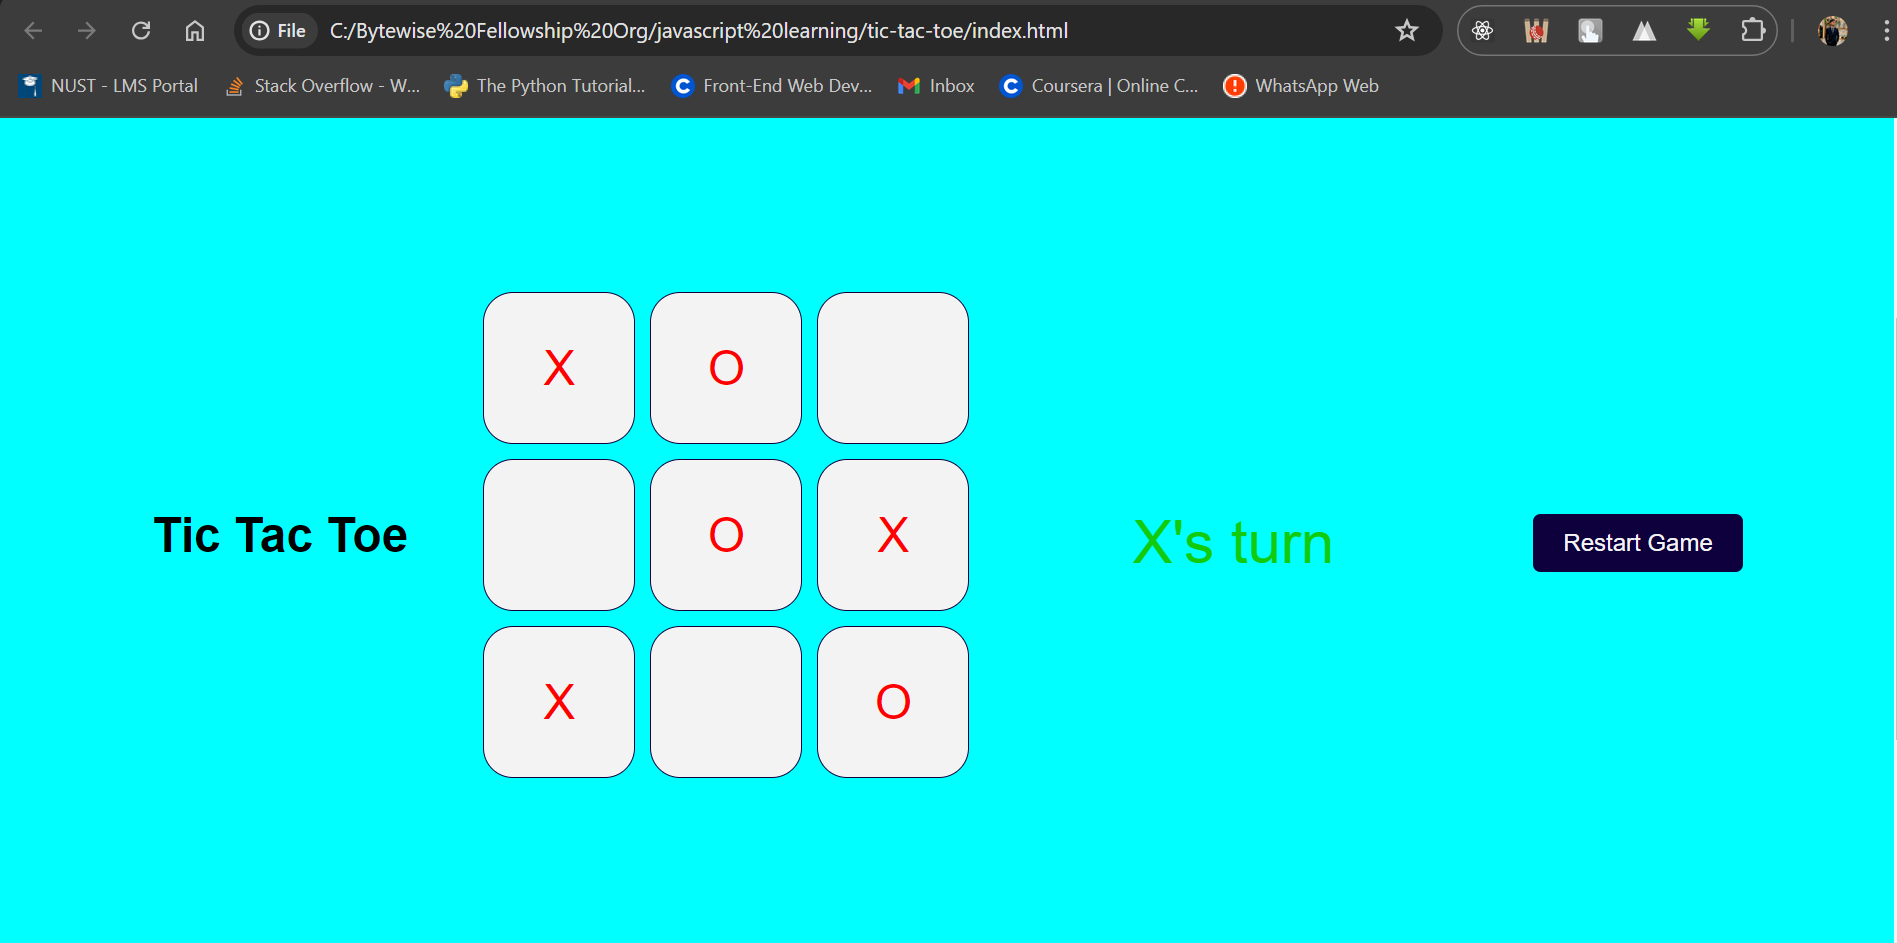 File C:/Bytewise%20Fellowship%20Org/javascript%20learning/tic-tac-toe/index.html
NUST - LMS Portal Stack Overflow - W... The Python Tutorial... Front-End Web Dev... Inbox Coursera | Online C... WhatsApp Web
X O
Tic Tac Toe
O X
X's turn
Restart Game
X O